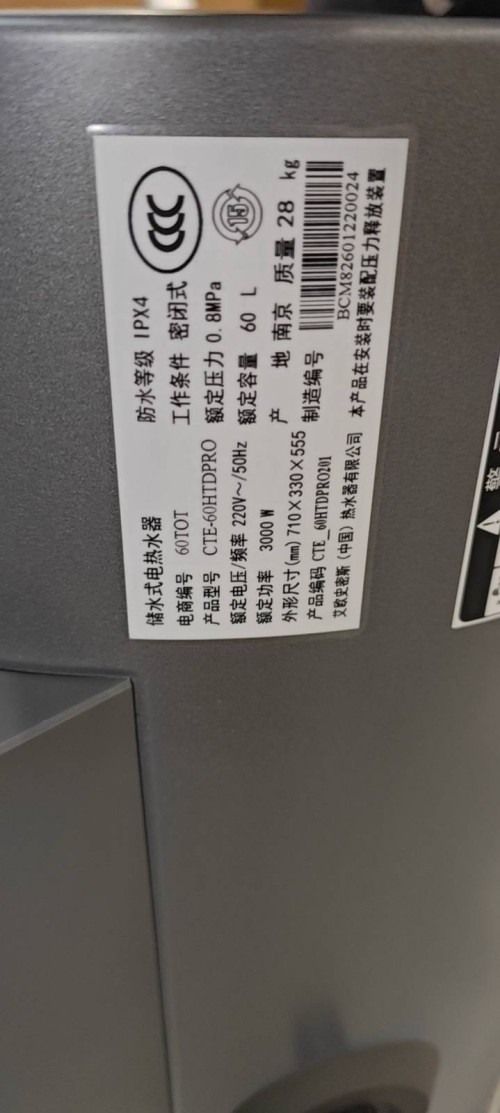 储水式电热水器
电商编号 60TOT
产品型号 CTE-60HTDPRO
额定电压/频率 220V～/50Hz
额定功率 3000 W
外形尺寸(mm) 710×330×555
产品编码 CTE_60HTDPRO201
艾欧史密斯（中国）热水器有限公司
防水等级 IPX4
工作条件 密闭式
额定压力 0.8MPa
额定容量 60 L
产 地 南京 质量 28 kg
制造编号
BCM82601220024
本产品在安装时要装配压力释放装置
CCC
15
警